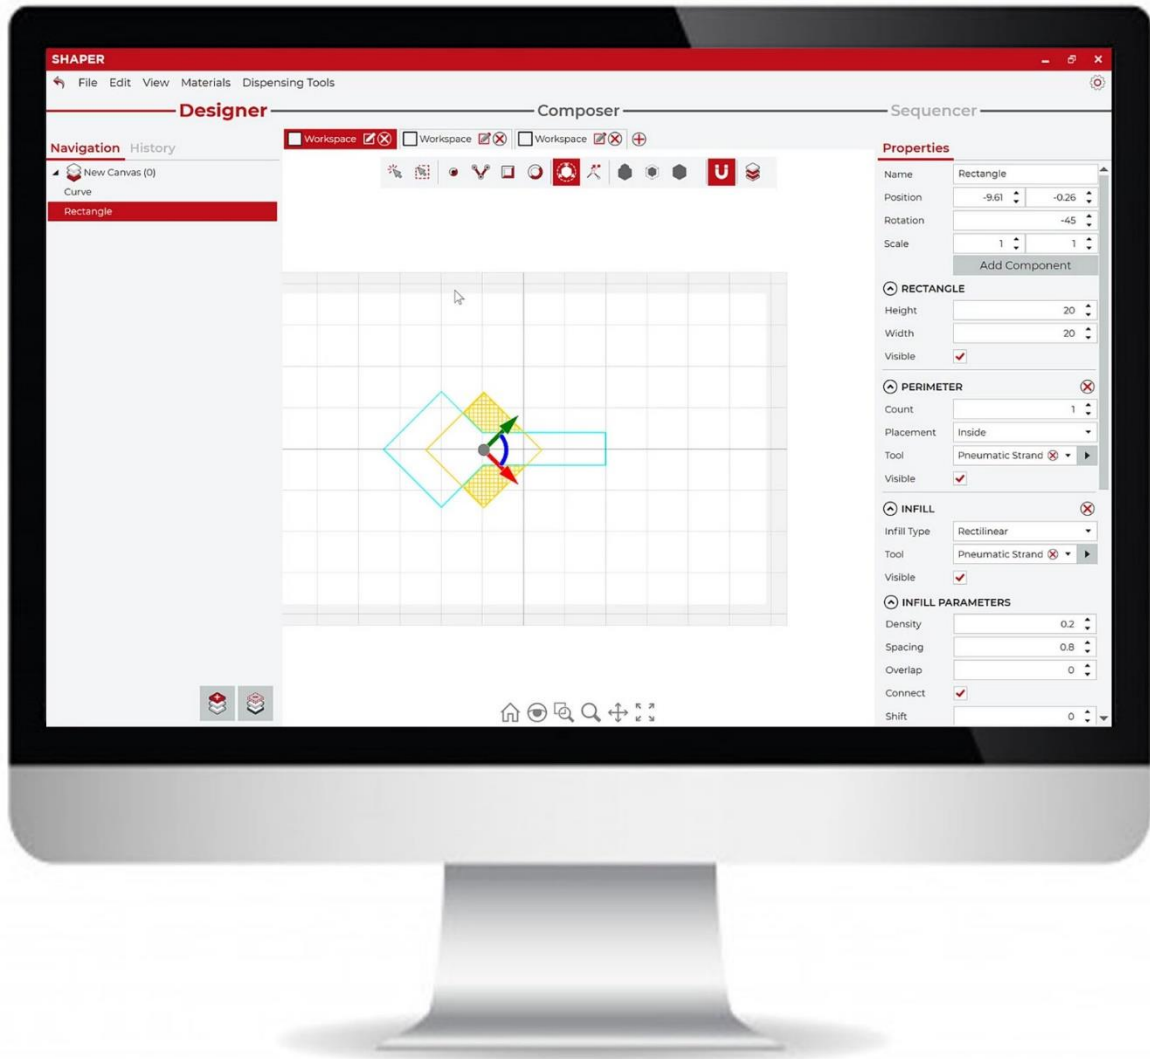 SHAPER
File Edit View Materials Dispensing Tools
Designer Composer Sequencer
Navigation History
New Canvas (0)
Curve
Rectangle
Workspace Workspace Workspace
Properties
Name Rectangle
Position -9.61 -0.26
Rotation -45
Scale 1 1
Add Component
RECTANGLE
Height 20
Width 20
Visible
PERIMETER
Count 1
Placement Inside
Tool Pneumatic Strand
Visible
INFILL
Infill Type Rectilinear
Tool Pneumatic Strand
Visible
INFILL PARAMETERS
Density 0.2
Spacing 0.8
Overlap 0
Connect
Shift 0